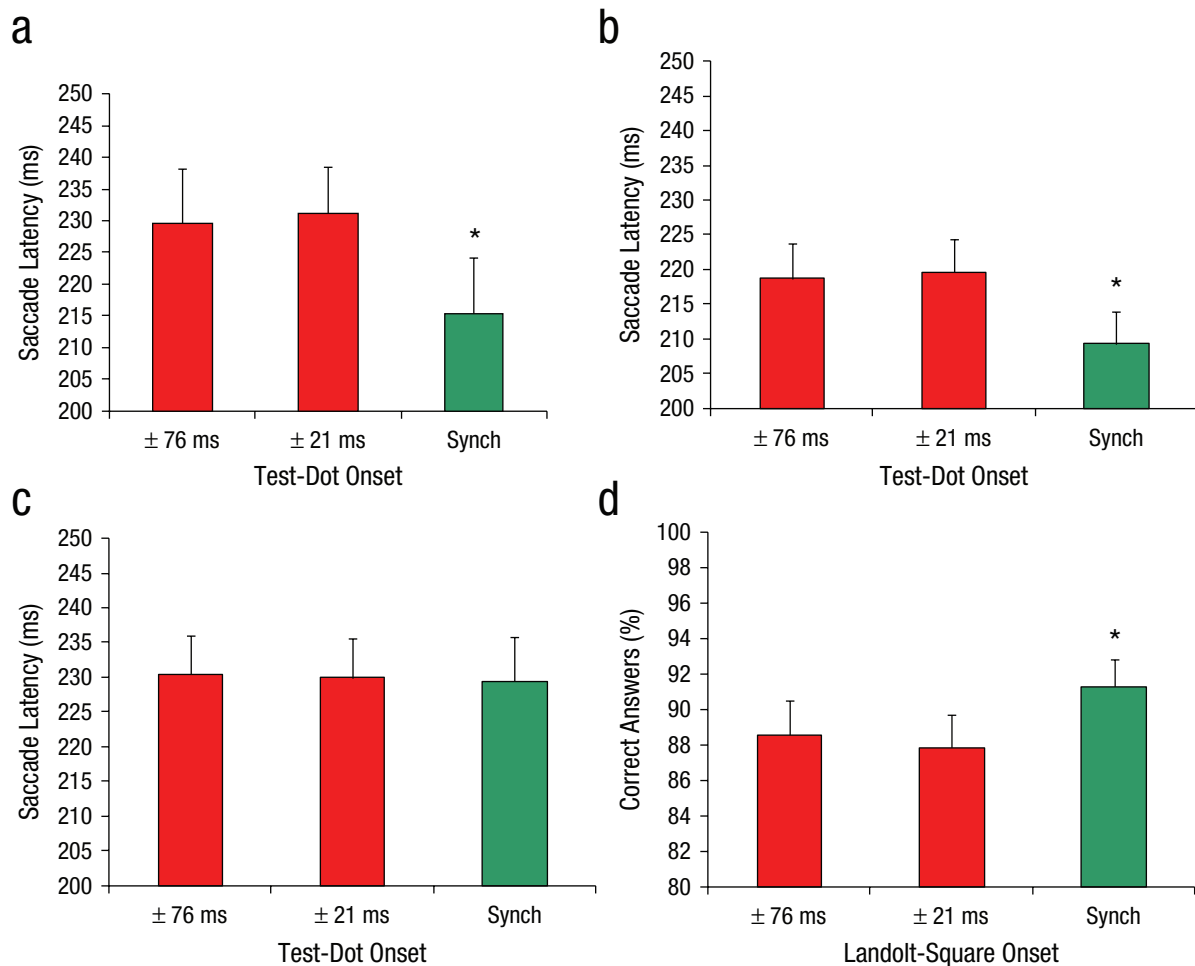 a
Saccade Latency (ms)
250
245
240
235
230
225
220
215
210
205
200
*
± 76 ms ± 21 ms Synch
Test-Dot Onset
b
Saccade Latency (ms)
250
245
240
235
230
225
220
215
210
205
200
*
± 76 ms ± 21 ms Synch
Test-Dot Onset
c
Saccade Latency (ms)
250
245
240
235
230
225
220
215
210
205
200
± 76 ms ± 21 ms Synch
Test-Dot Onset
d
Correct Answers (%)
100
98
96
94
92
90
88
86
84
82
80
*
± 76 ms ± 21 ms Synch
Landolt-Square Onset